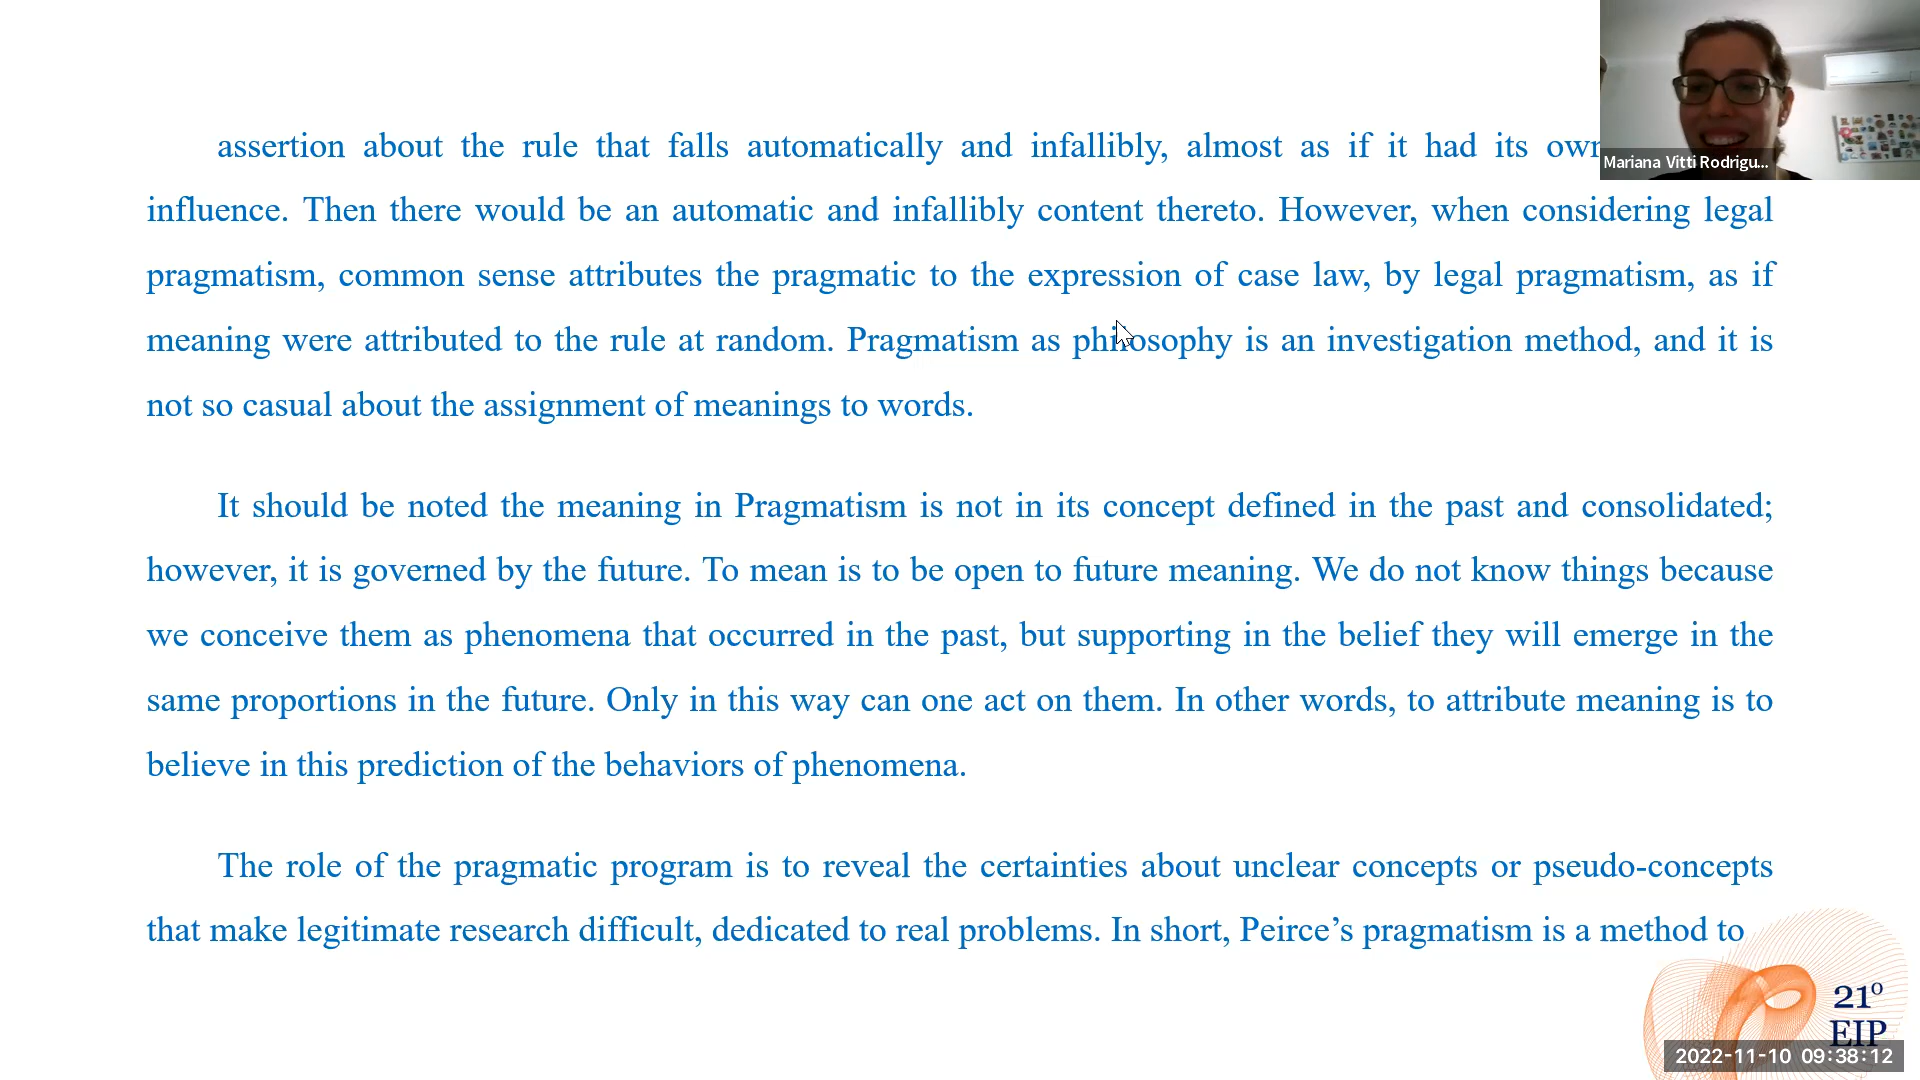 assertion about the rule that falls automatically and infallibly, almost as if it had its own
influence. Then there would be an automatic and infallibly content thereto. However, when considering legal
pragmatism, common sense attributes the pragmatic to the expression of case law, by legal pragmatism, as if
meaning were attributed to the rule at random. Pragmatism as philosophy is an investigation method, and it is
not so casual about the assignment of meanings to words.
It should be noted the meaning in Pragmatism is not in its concept defined in the past and consolidated;
however, it is governed by the future. To mean is to be open to future meaning. We do not know things because
we conceive them as phenomena that occurred in the past, but supporting in the belief they will emerge in the
same proportions in the future. Only in this way can one act on them. In other words, to attribute meaning is to
believe in this prediction of the behaviors of phenomena.
The role of the pragmatic program is to reveal the certainties about unclear concepts or pseudo-concepts
that make legitimate research difficult, dedicated to real problems. In short, Peirce’s pragmatism is a method to
Mariana Vitti Rodrigu...
21º
EIP
2022-11-10 09:38:12